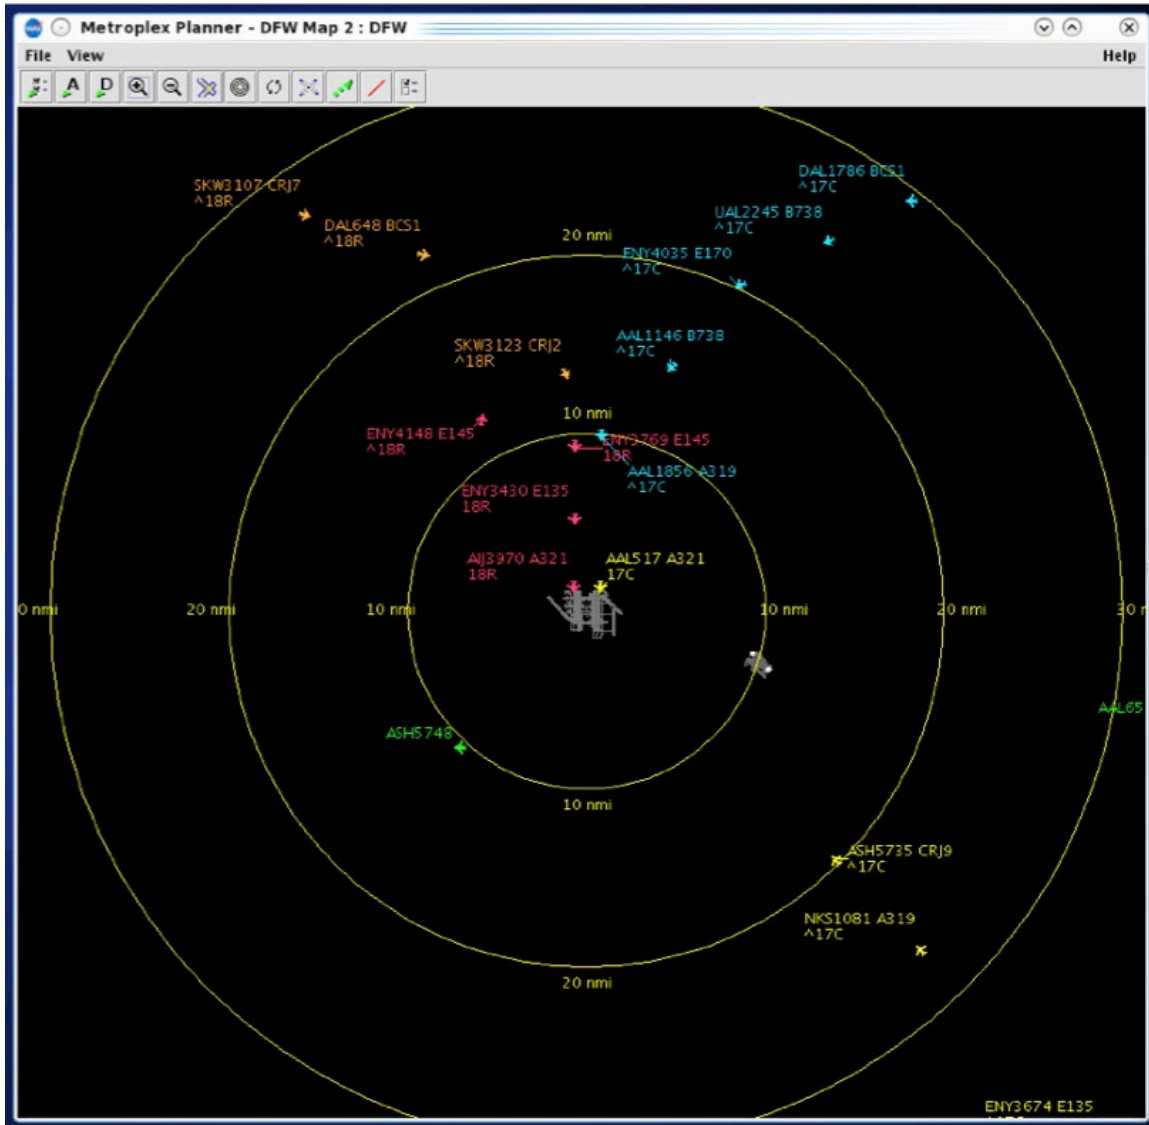 Metroplex Planner - DFW Map 2 : DFW
File View Help
A D
SKW3107 CRJ7
^18R
DAL1786 BCS1
^17C
DAL648 BCS1
^18R
UAL2245 B738
^17C
20 nmi
ENY4035 E170
^17C
SKW3123 CRJ2
^18R
AAL1146 B738
^17C
10 nmi
ENY4148 E145
^18R
ENY3769 E145
18R
AAL1856 A319
^17C
ENY3430 E135
18R
AIJ3970 A321
18R
AAL517 A321
17C
0 nmi
20 nmi
10 nmi
10 nmi
20 nmi
30 n
AAL65
ASH5748
10 nmi
ASH5735 CRJ9
^17C
NKS1081 A319
^17C
20 nmi
ENY3674 E135